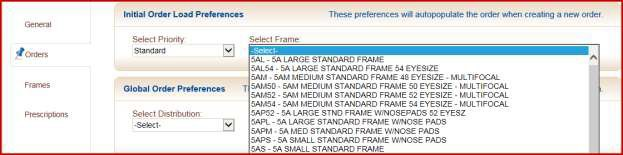 General
Orders
Frames
Prescriptions
Initial Order Load Preferences
These preferences will autopopulate the order when creating a new order.
Select Priority:
Standard
Select Frame:
-Select-
-Select-
5AL - 5A LARGE STANDARD FRAME
5AL54 - 5A LARGE STANDARD FRAME 54 EYESIZE
5AM - 5AM MEDIUM STANDARD FRAME 48 EYESIZE - MULTIFOCAL
5AM50 - 5AM MEDIUM STANDARD FRAME 50 EYESIZE - MULTIFOCAL
5AM52 - 5AM MEDIUM STANDARD FRAME 52 EYESIZE - MULTIFOCAL
5AM54 - 5AM MEDIUM STANDARD FRAME 54 EYESIZE - MULTIFOCAL
5AP52 - 5A LARGE STND FRAME W/NOSEPADS 52 EYESZ
5APL - 5A LARGE STANDARD FRAME W/NOSE PADS
5APM - 5A MED STANDARD FRAME W/NOSE PADS
5APS - 5A SMALL STANDARD FRAME W/NOSE PADS
5AS - 5A SMALL STANDARD FRAME
Global Order Preferences
Select Distribution:
-Select-